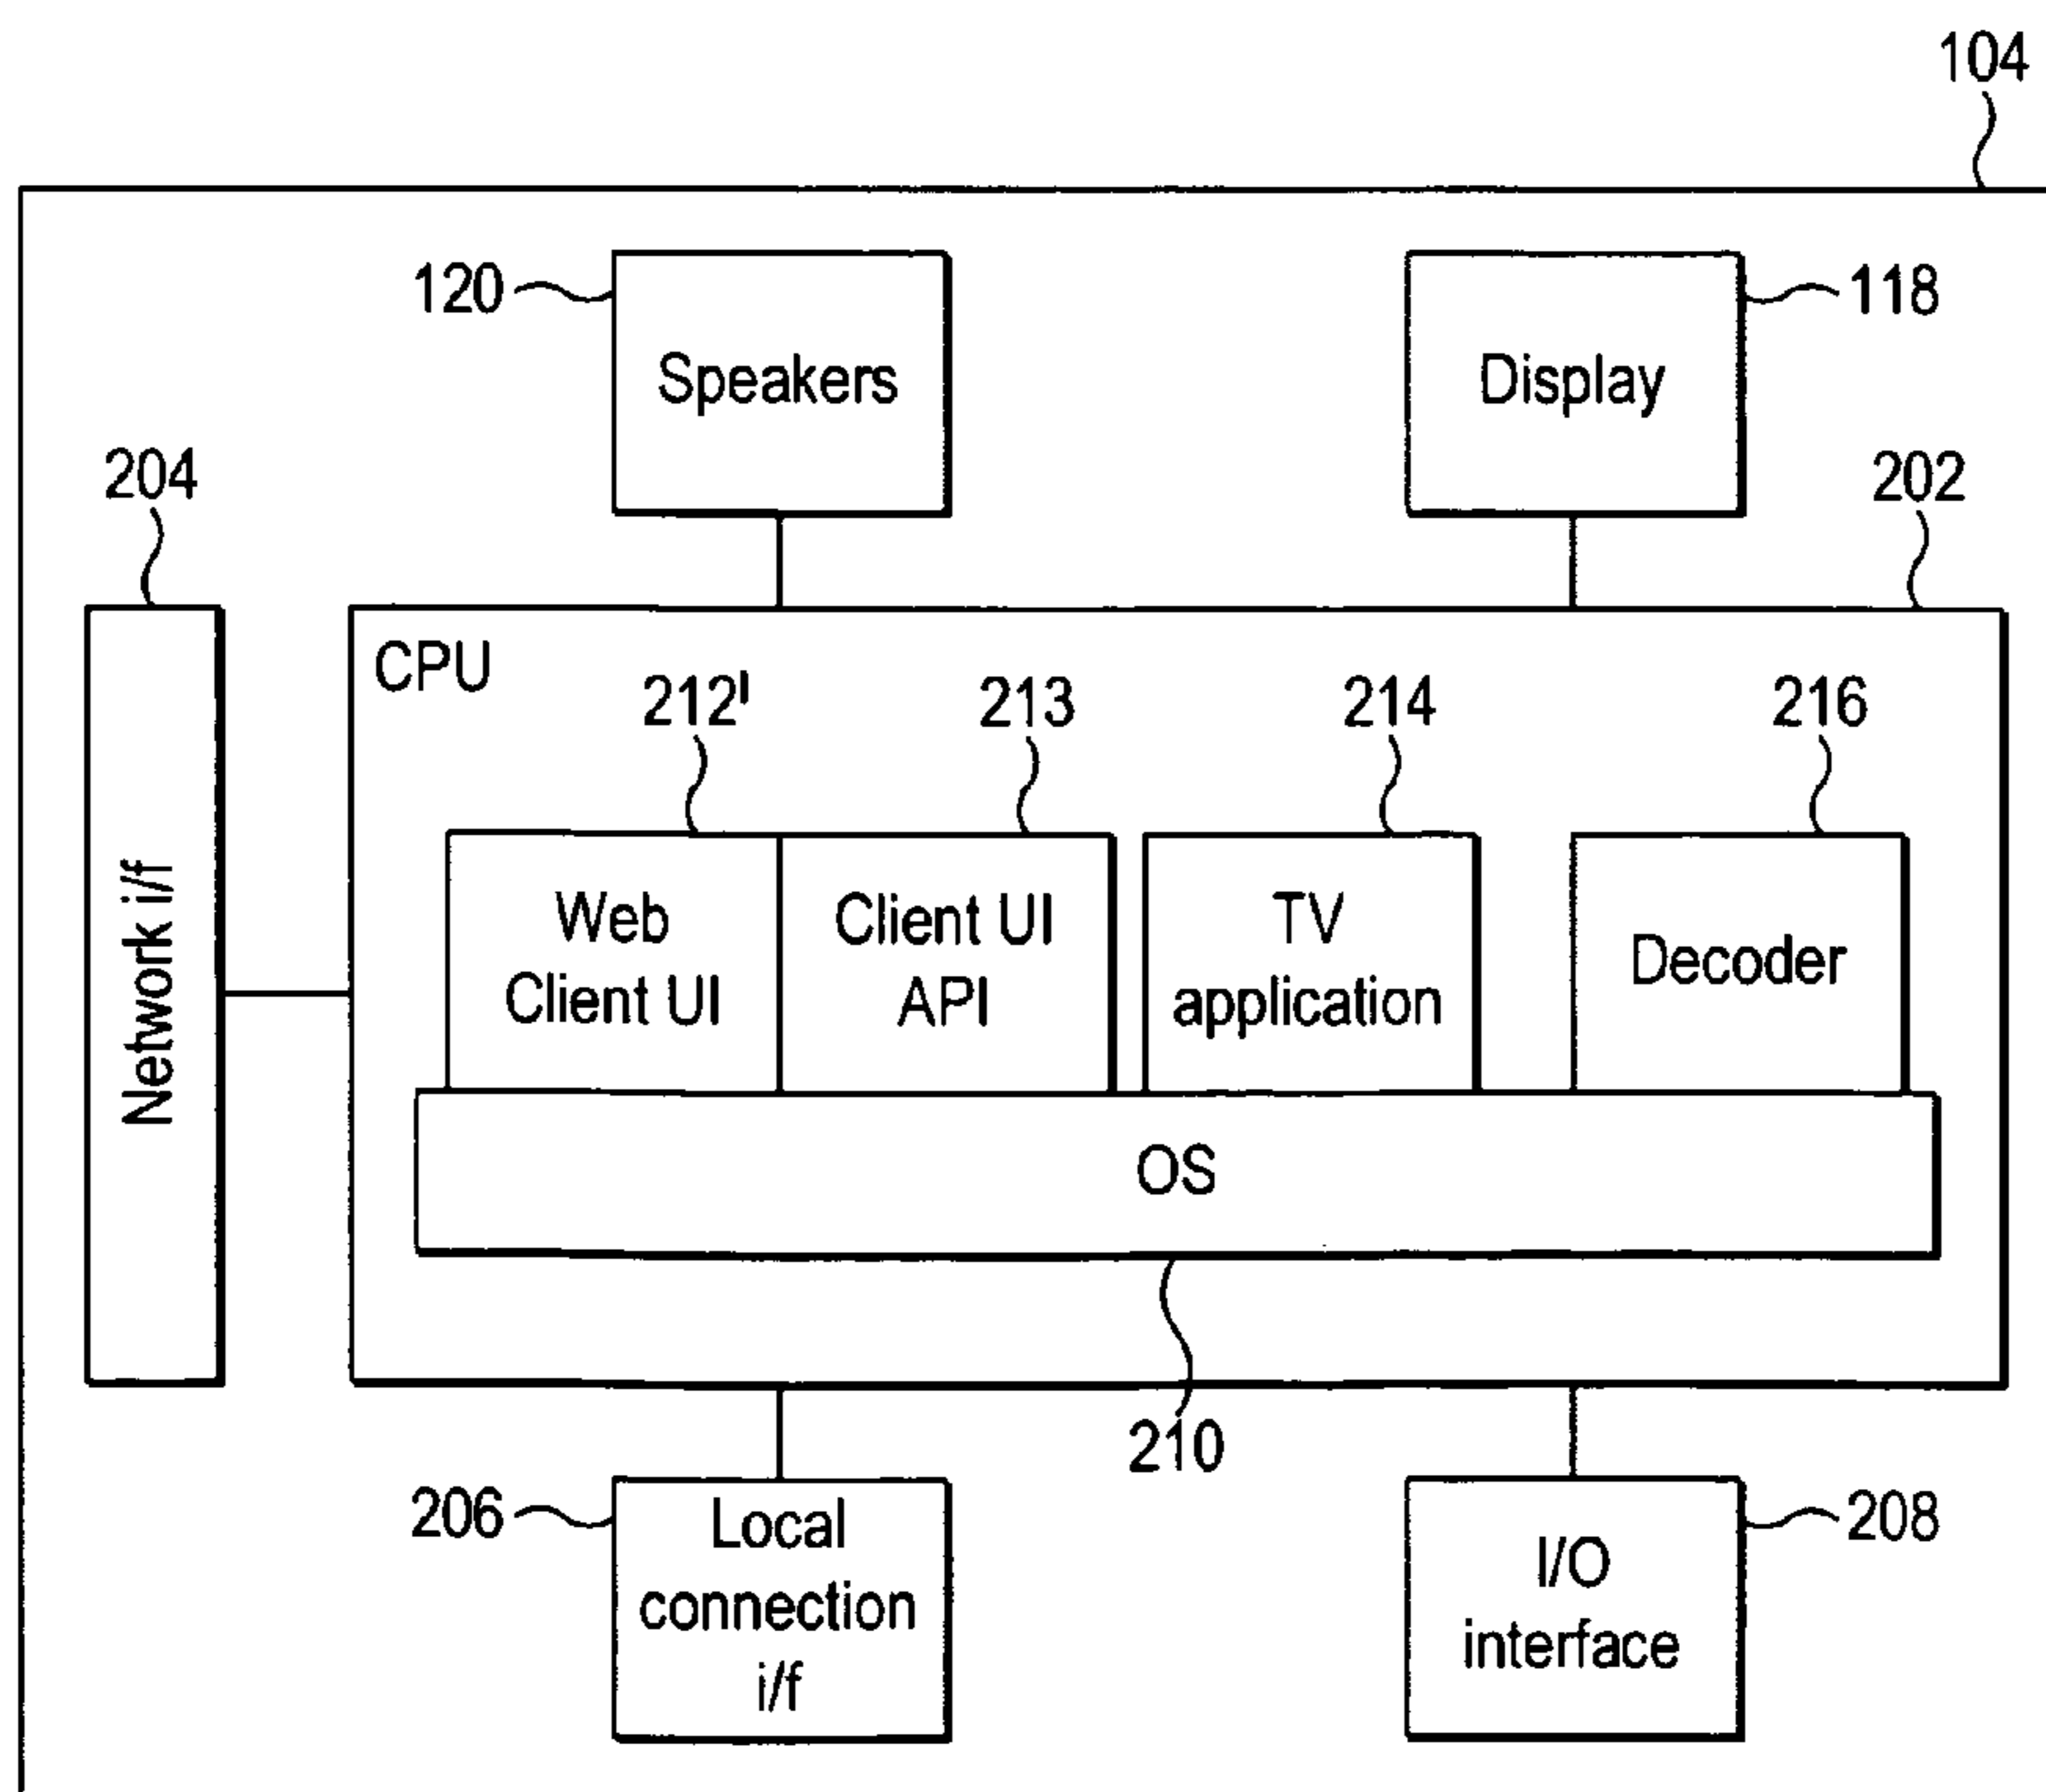 104
120
Speakers
Display
118
204
202
Network i/f
CPU
212'
213
214
216
Web
Client UI
Client UI
API
TV
application
Decoder
OS
210
206
Local
connection
i/f
I/O
interface
208